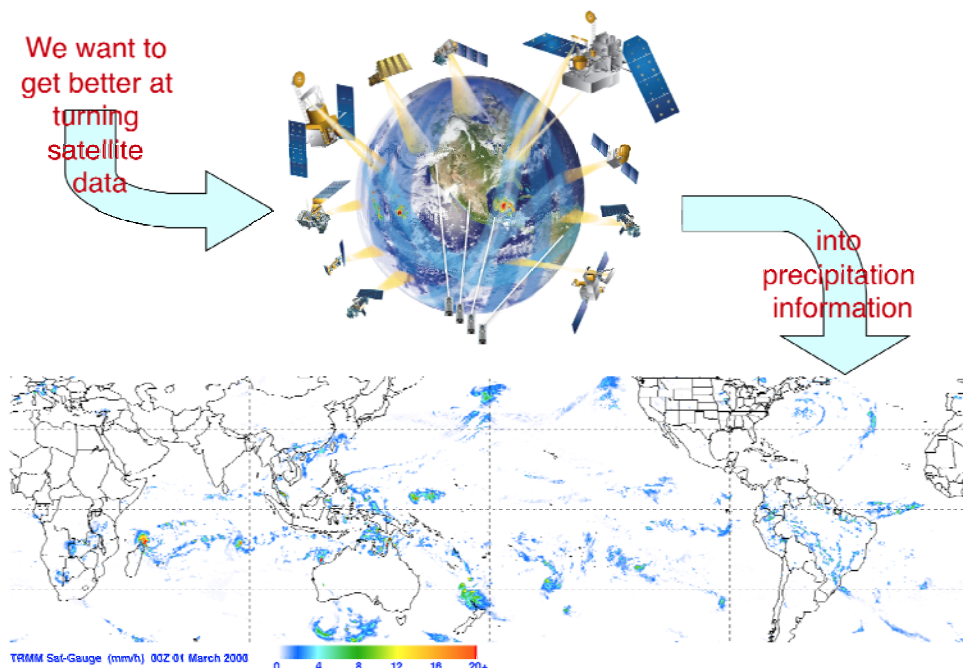 We want to
get better at
turning
satellite
data
into
precipitation
information
TRMM Sat-Gauge (mm/h) 00Z 01 March 2000
0 4 8 12 16 20+